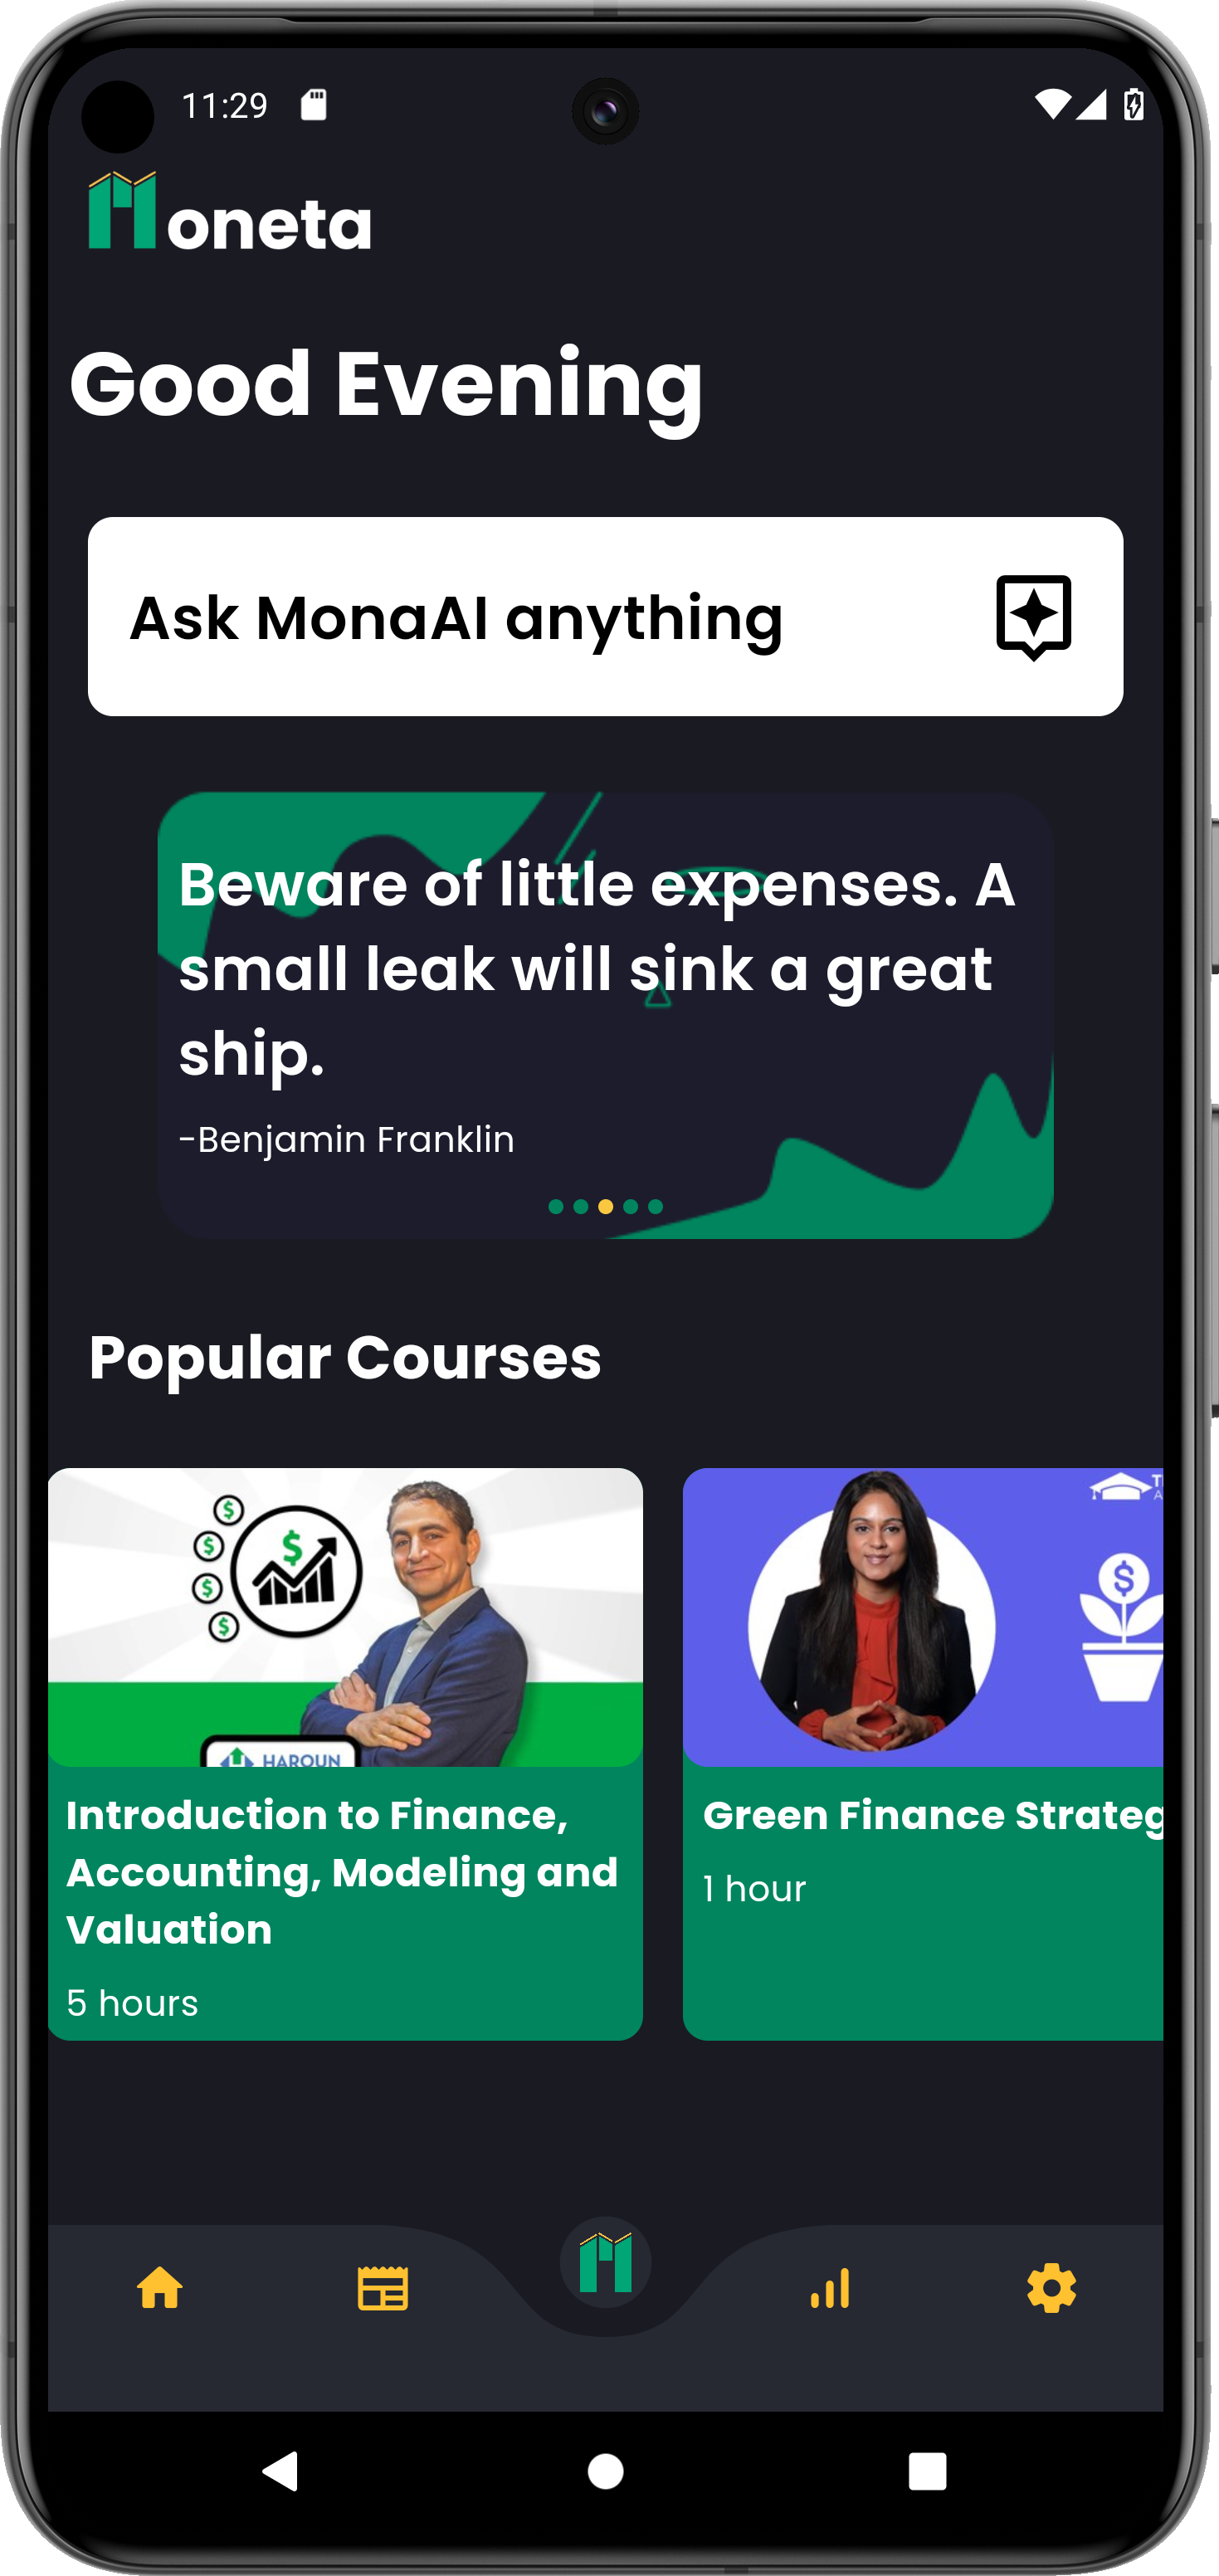 11:29
Moneta
Good Evening
Ask MonaAI anything
Beware of little expenses. A
small leak will sink a great
ship.
-Benjamin Franklin
Popular Courses
HAROUN
Introduction to Finance,
Accounting, Modeling and
Valuation
5 hours
Green Finance Strateg
1 hour